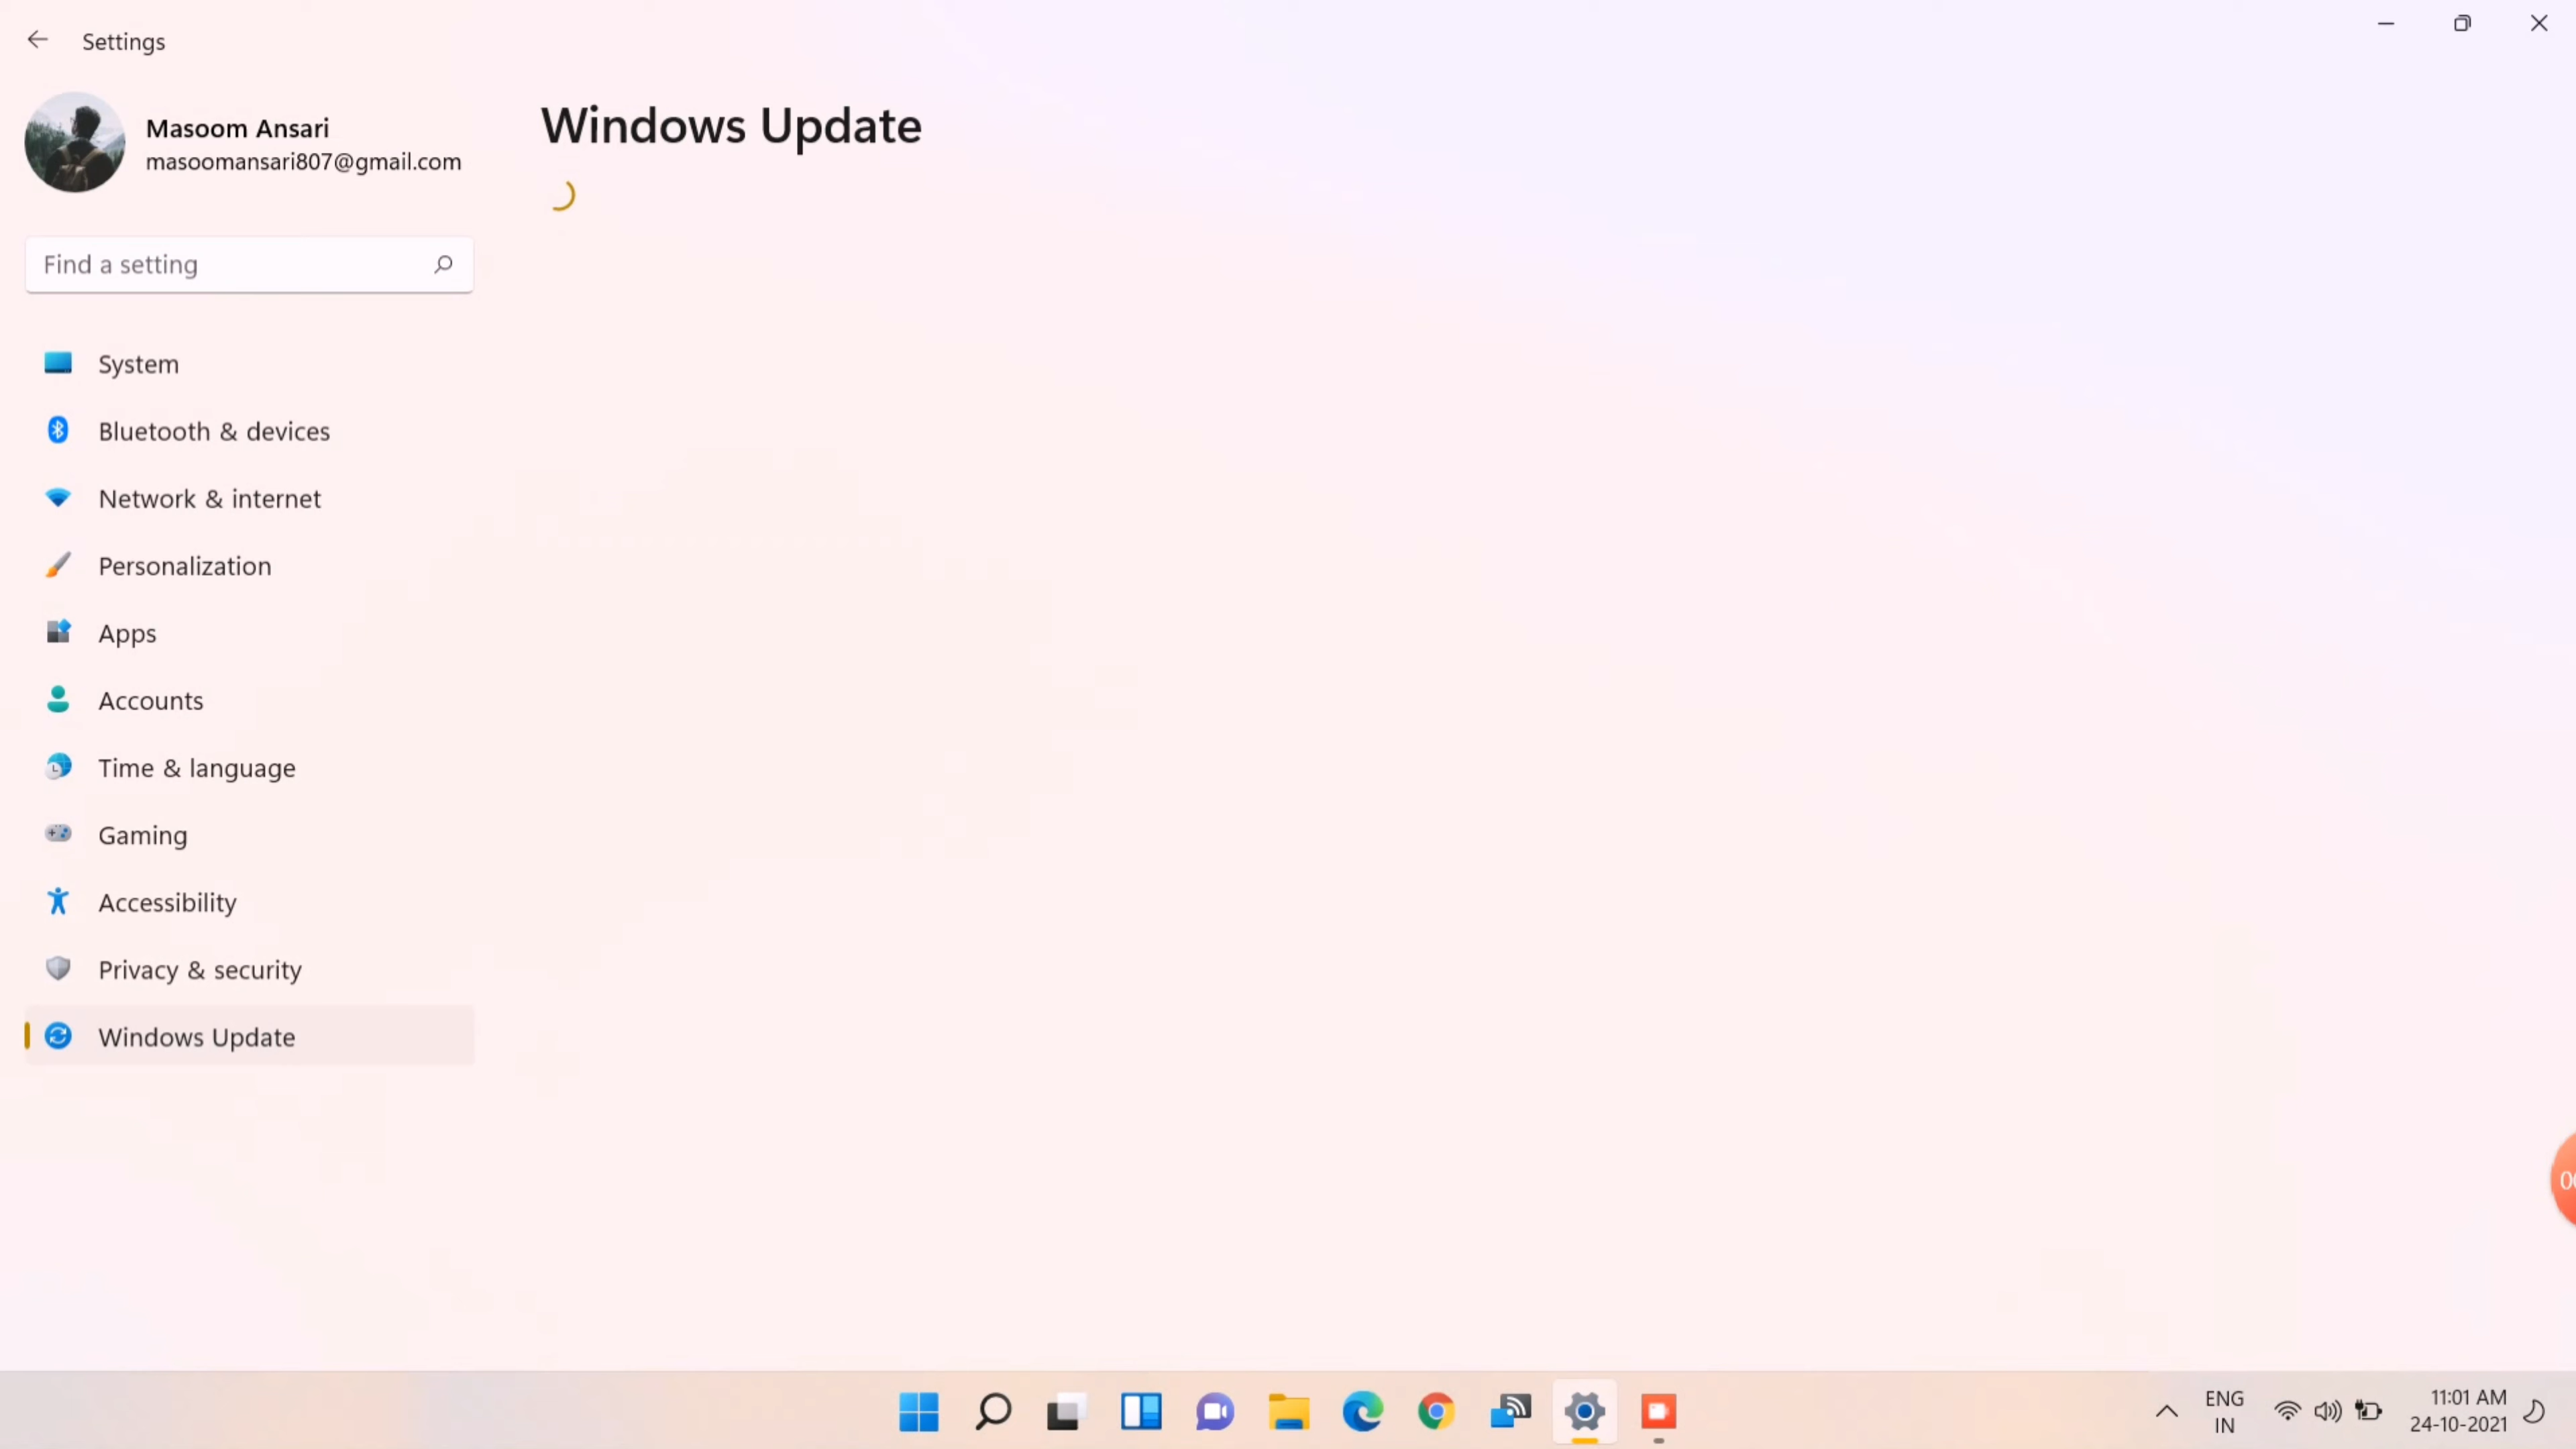 Settings
Masoom Ansari
masoomansari807@gmail.com
Find a setting
System
Bluetooth & devices
Network & internet
Personalization
Apps
Accounts
Time & language
Gaming
Accessibility
Privacy & security
Windows Update
Windows Update
ENG
IN
11:01 AM
24-10-2021